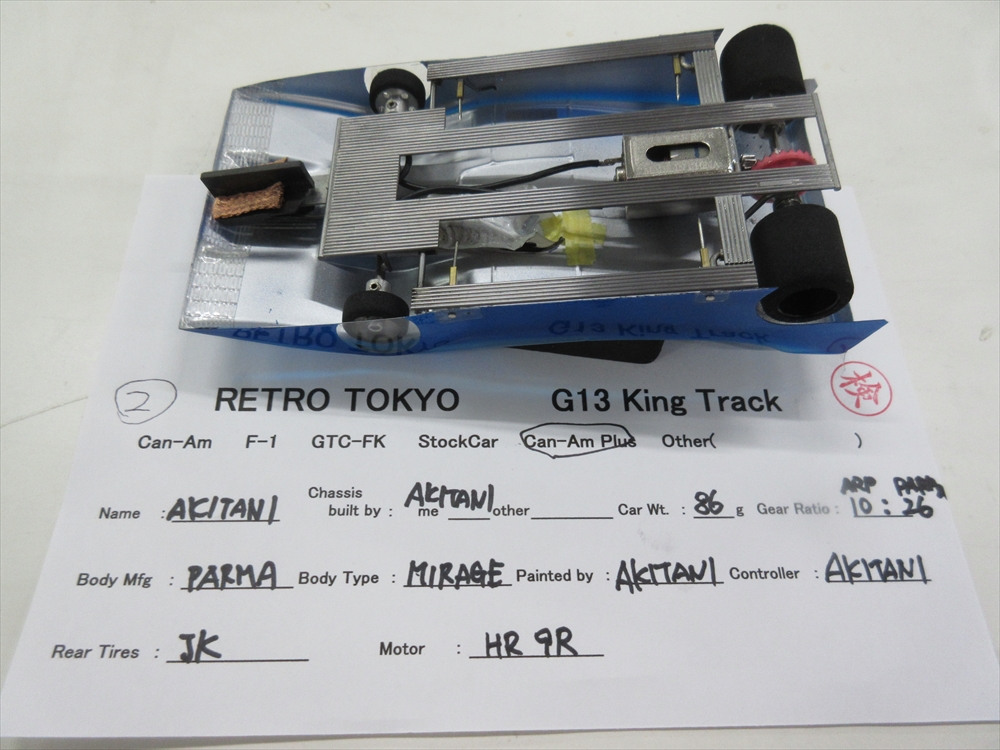 2 RETRO TOKYO G13 King Track 検
Can-Am F-1 GTC-FK StockCar Can-Am Plus Other( )
Name : AKITANI Chassis built by : AKITANI me other Car Wt. : 86 g Gear Ratio : ARP PARMA 10 : 26
Body Mfg : PARMA Body Type : MIRAGE Painted by : AKITANI Controller : AKITANI
Rear Tires : JK Motor : HR 9R